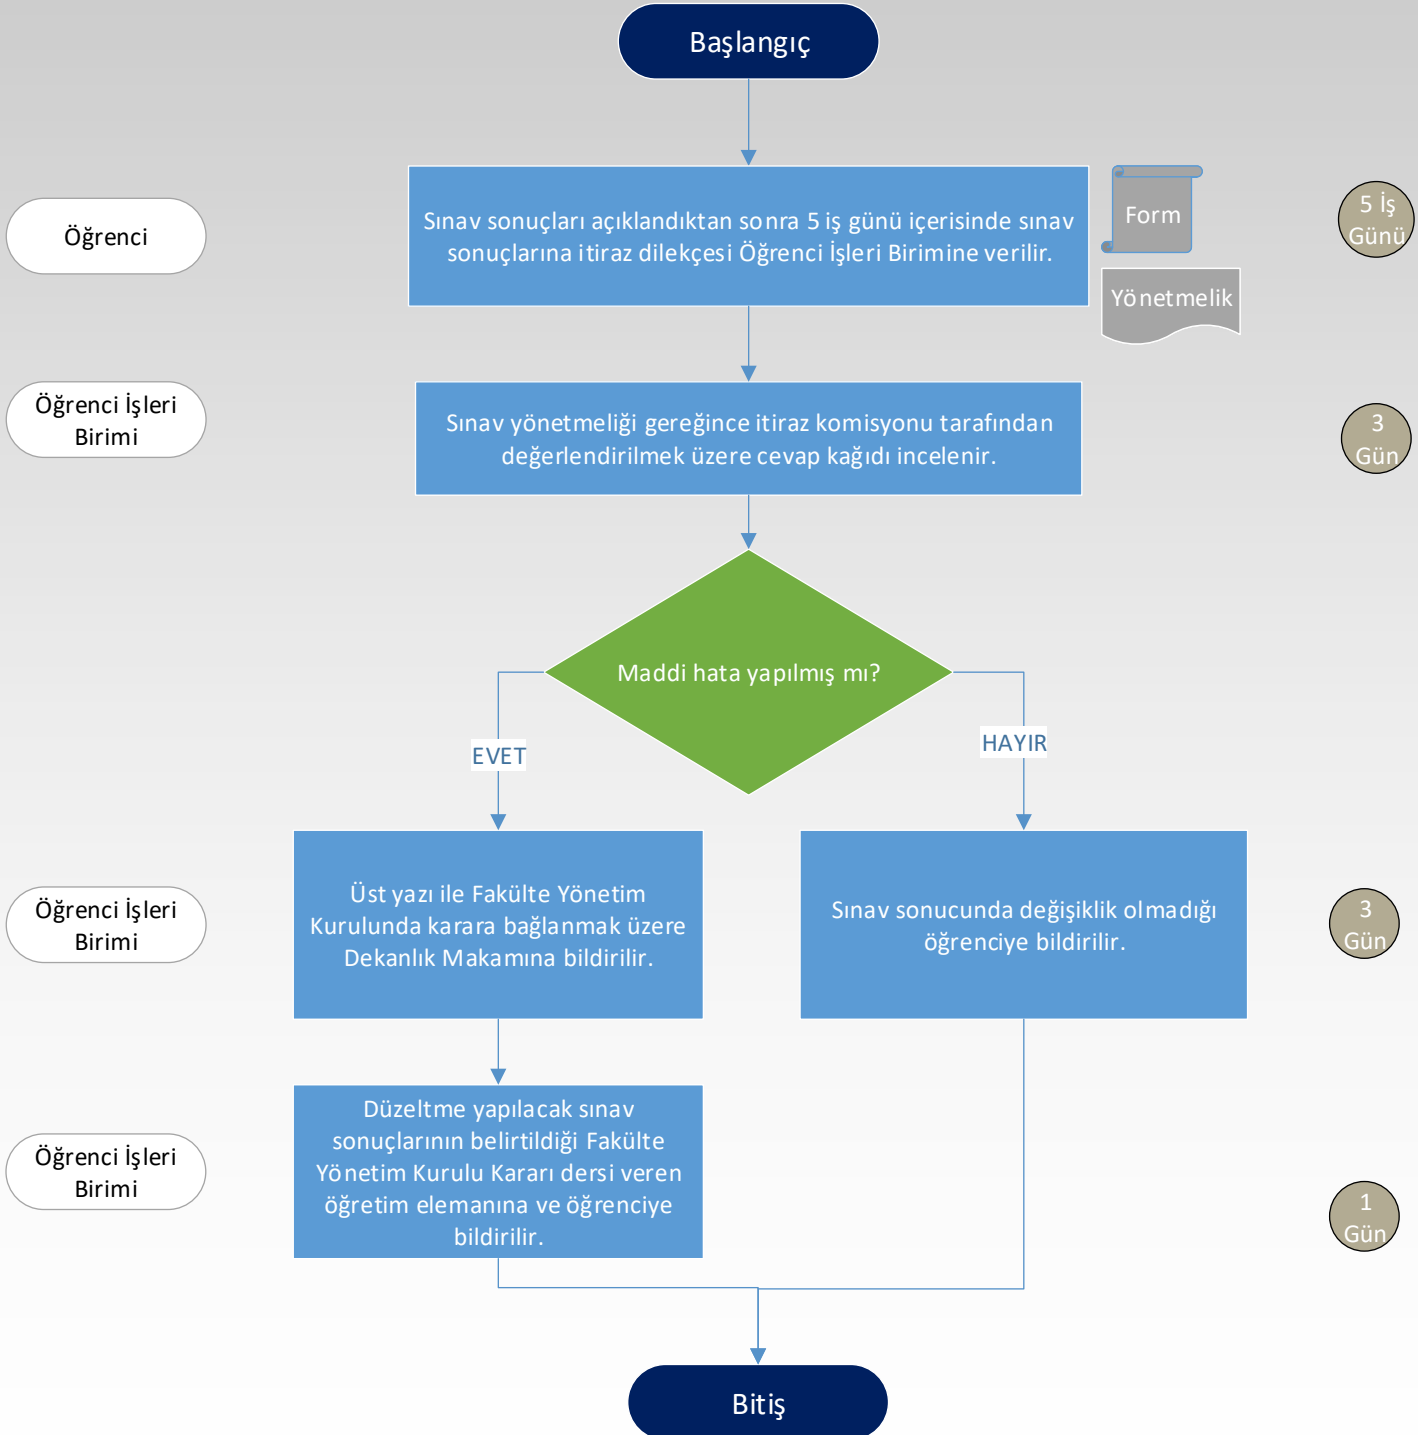 Başlangıç
Öğrenci
Sınav sonuçları açıklandıktan sonra 5 iş günü içerisinde sınav
sonuçlarına itiraz dilekçesi Öğrenci İşleri Birimine verilir.
Form
Yönetmelik
5 İş
Günü
Öğrenci İşleri
Birimi
Sınav yönetmeliği gereğince itiraz komisyonu tarafından
değerlendirilmek üzere cevap kağıdı incelenir.
3
Gün
Maddi hata yapılmış mı?
EVET
HAYIR
Öğrenci İşleri
Birimi
Üst yazı ile Fakülte Yönetim
Kurulunda karara bağlanmak üzere
Dekanlık Makamına bildirilir.
Sınav sonucunda değişiklik olmadığı
öğrenciye bildirilir.
3
Gün
Öğrenci İşleri
Birimi
Düzeltme yapılacak sınav
sonuçlarının belirtildiği Fakülte
Yönetim Kurulu Kararı dersi veren
öğretim elemanına ve öğrenciye
bildirilir.
1
Gün
Bitiş